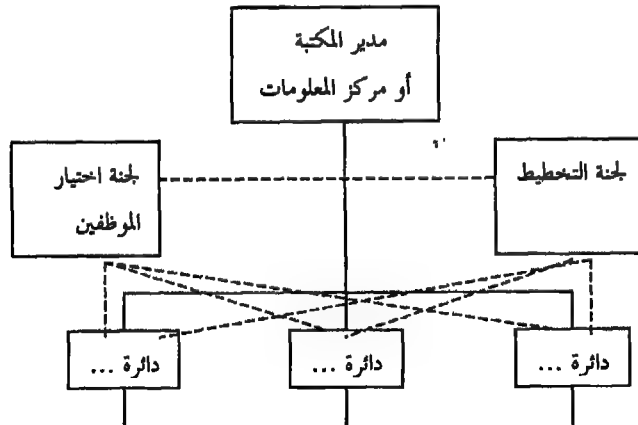 مدير المكتبة
أو مركز المعلومات
لجنة التخطيط
لجنة اختيار
الموظفين
دائرة ...
دائرة ...
دائرة ...